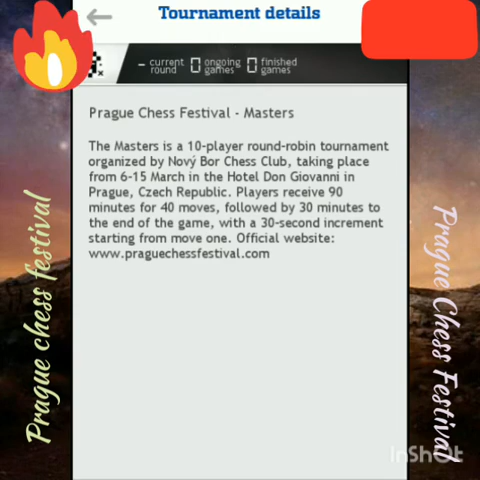 Tournament details
- current round 0 ongoing games 0 finished games
Prague Chess Festival - Masters
The Masters is a 10-player round-robin tournament
organized by Nový Bor Chess Club, taking place
from 6-15 March in the Hotel Don Giovanni in
Prague, Czech Republic. Players receive 90
minutes for 40 moves, followed by 30 minutes to
the end of the game, with a 30-second increment
starting from move one. Official website:
www.praguechessfestival.com
Prague chess festival
Prague Chess Festival
InShOt